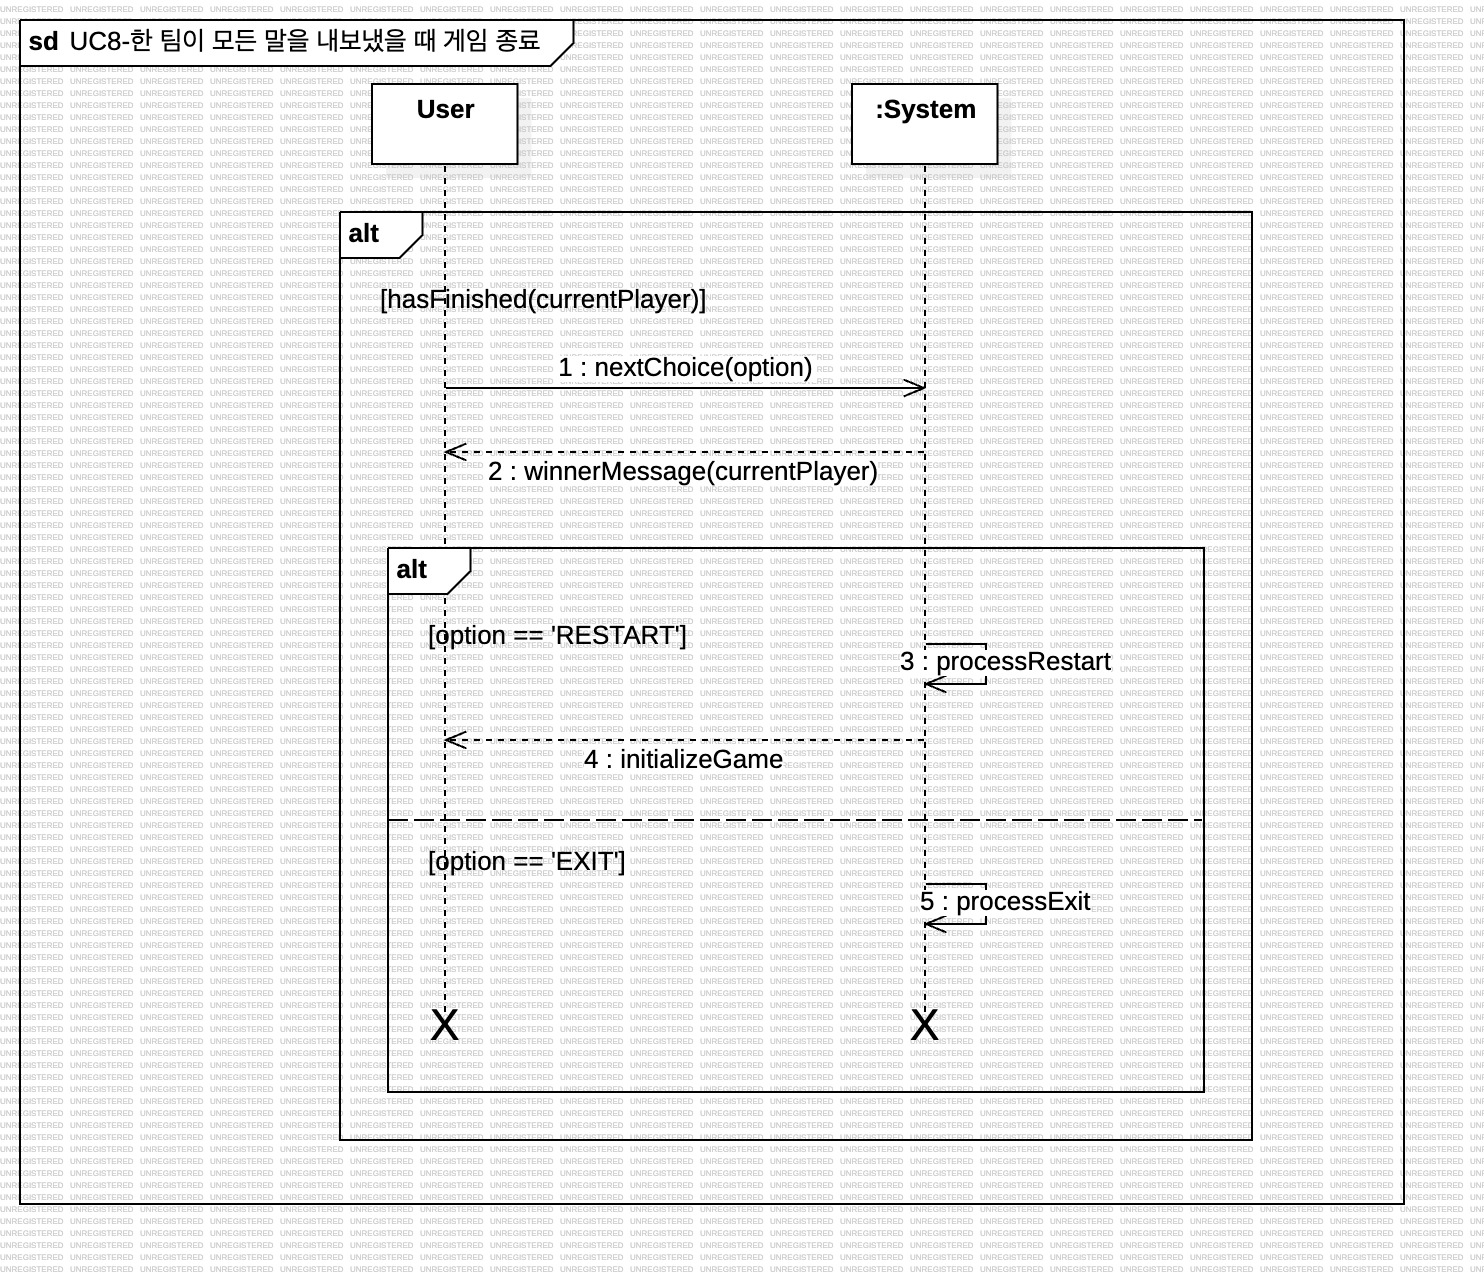 sd UC8-한 팀이 모든 말을 내보냈을 때 게임 종료
User
:System
alt
[hasFinished(currentPlayer)]
1 : nextChoice(option)
2 : winnerMessage(currentPlayer)
alt
[option == 'RESTART']
3 : processRestart
4 : initializeGame
[option == 'EXIT']
5 : processExit
X
X
UNREGISTERED